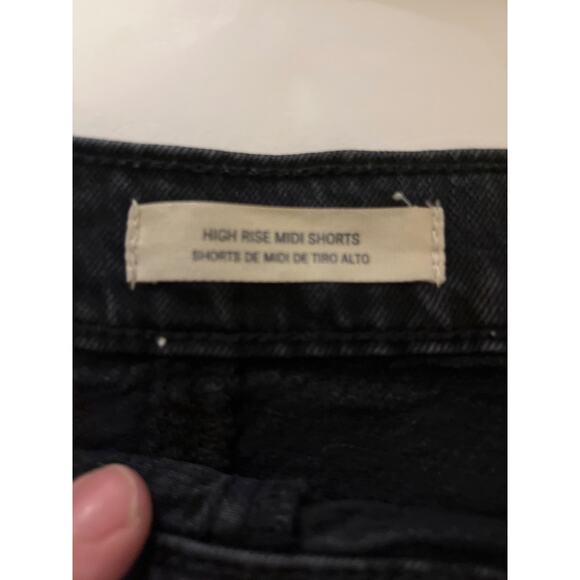 HIGH RISE MIDI SHORTS
SHORTS DE MIDI DE TIRO ALTO